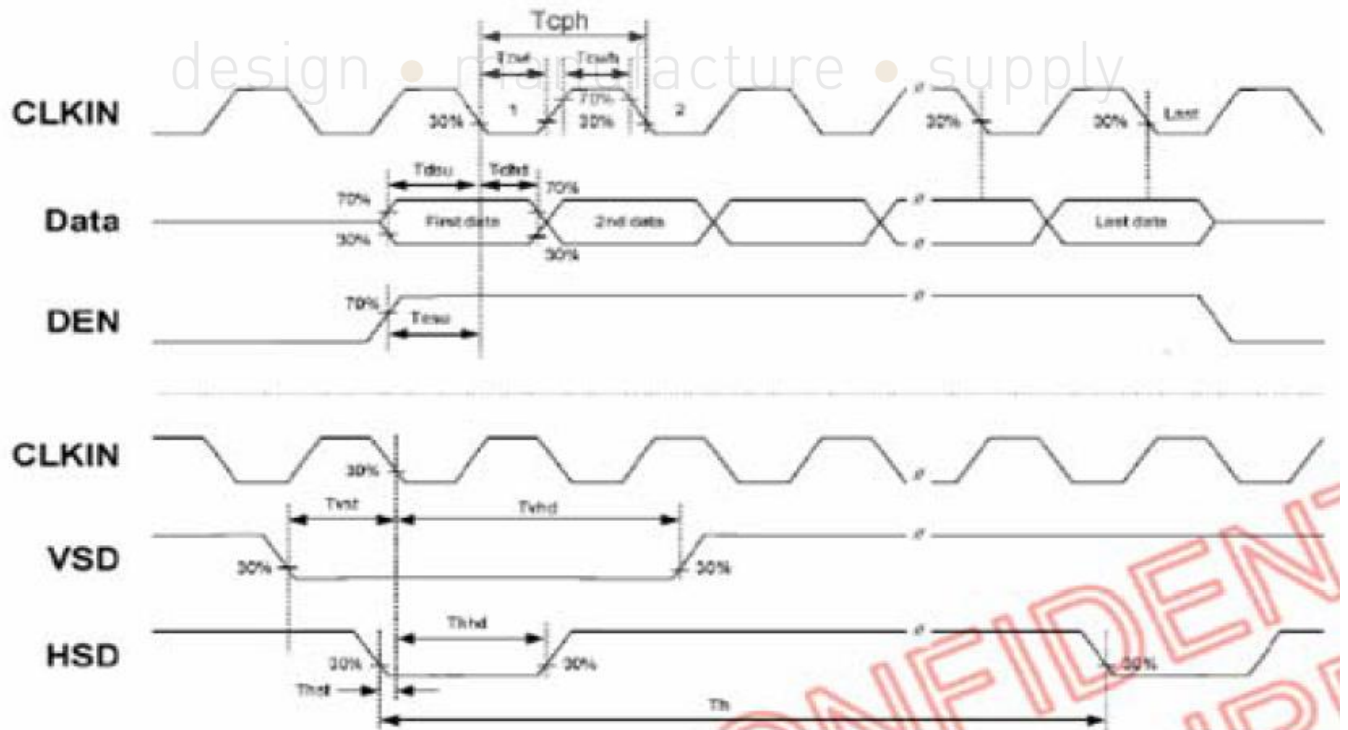 Tcph
design • manufacture • supply
Tcwl Tcwh
CLKIN 30% 1 70% 30% 2 30% 30% Last
Tdsu Tdhd
70% 70%
Data First data 2nd data Last data
30% 30%
70%
DEN
Tesu
CLKIN
30%
Tvst Tvhd
VSD
30% 30%
Thhd
HSD
30% 30% 30%
Thst
Th